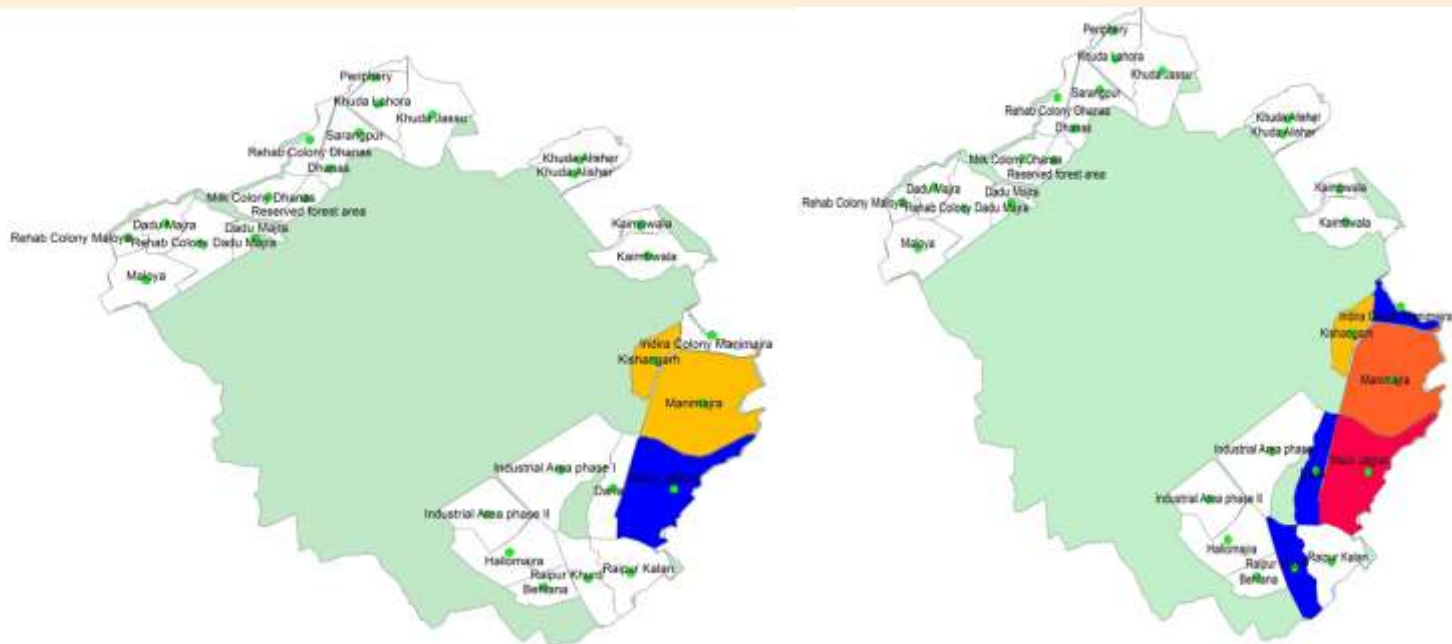 Periphery
Khuda Lahora
Khuda Jassu
Sarangpur
Rehab Colony Dhanas
Dhanas
Milk Colony Dhanas
Reserved forest area
Dadu Majra
Dadu Majra
Rehab Colony Maloya
Rehab Colony Dadu Majra
Maloya
Khuda Alisher
Khuda Alisher
Kaimbwala
Kaimbwala
Indira Colony Manimajra
Kishangarh
Manimajra
Industrial Area phase I
Daria
Industrial Area phase II
Hallomajra
Raipur Khurd
Raipur Kalan
Behlana
Periphery
Khuda Lahora
Khuda Jassu
Sarangpur
Rehab Colony Dhanas
Dhanas
Milk Colony Dhanas
Reserved forest area
Dadu Majra
Dadu Majra
Rehab Colony Maloya
Rehab Colony Dadu Majra
Maloya
Khuda Alisher
Khuda Alisher
Kaimbwala
Kaimbwala
Kishangarh
Manimajra
Industrial Area phase I
Industrial Area phase II
Hallomajra
Raipur
Raipur Kalan
Behlana